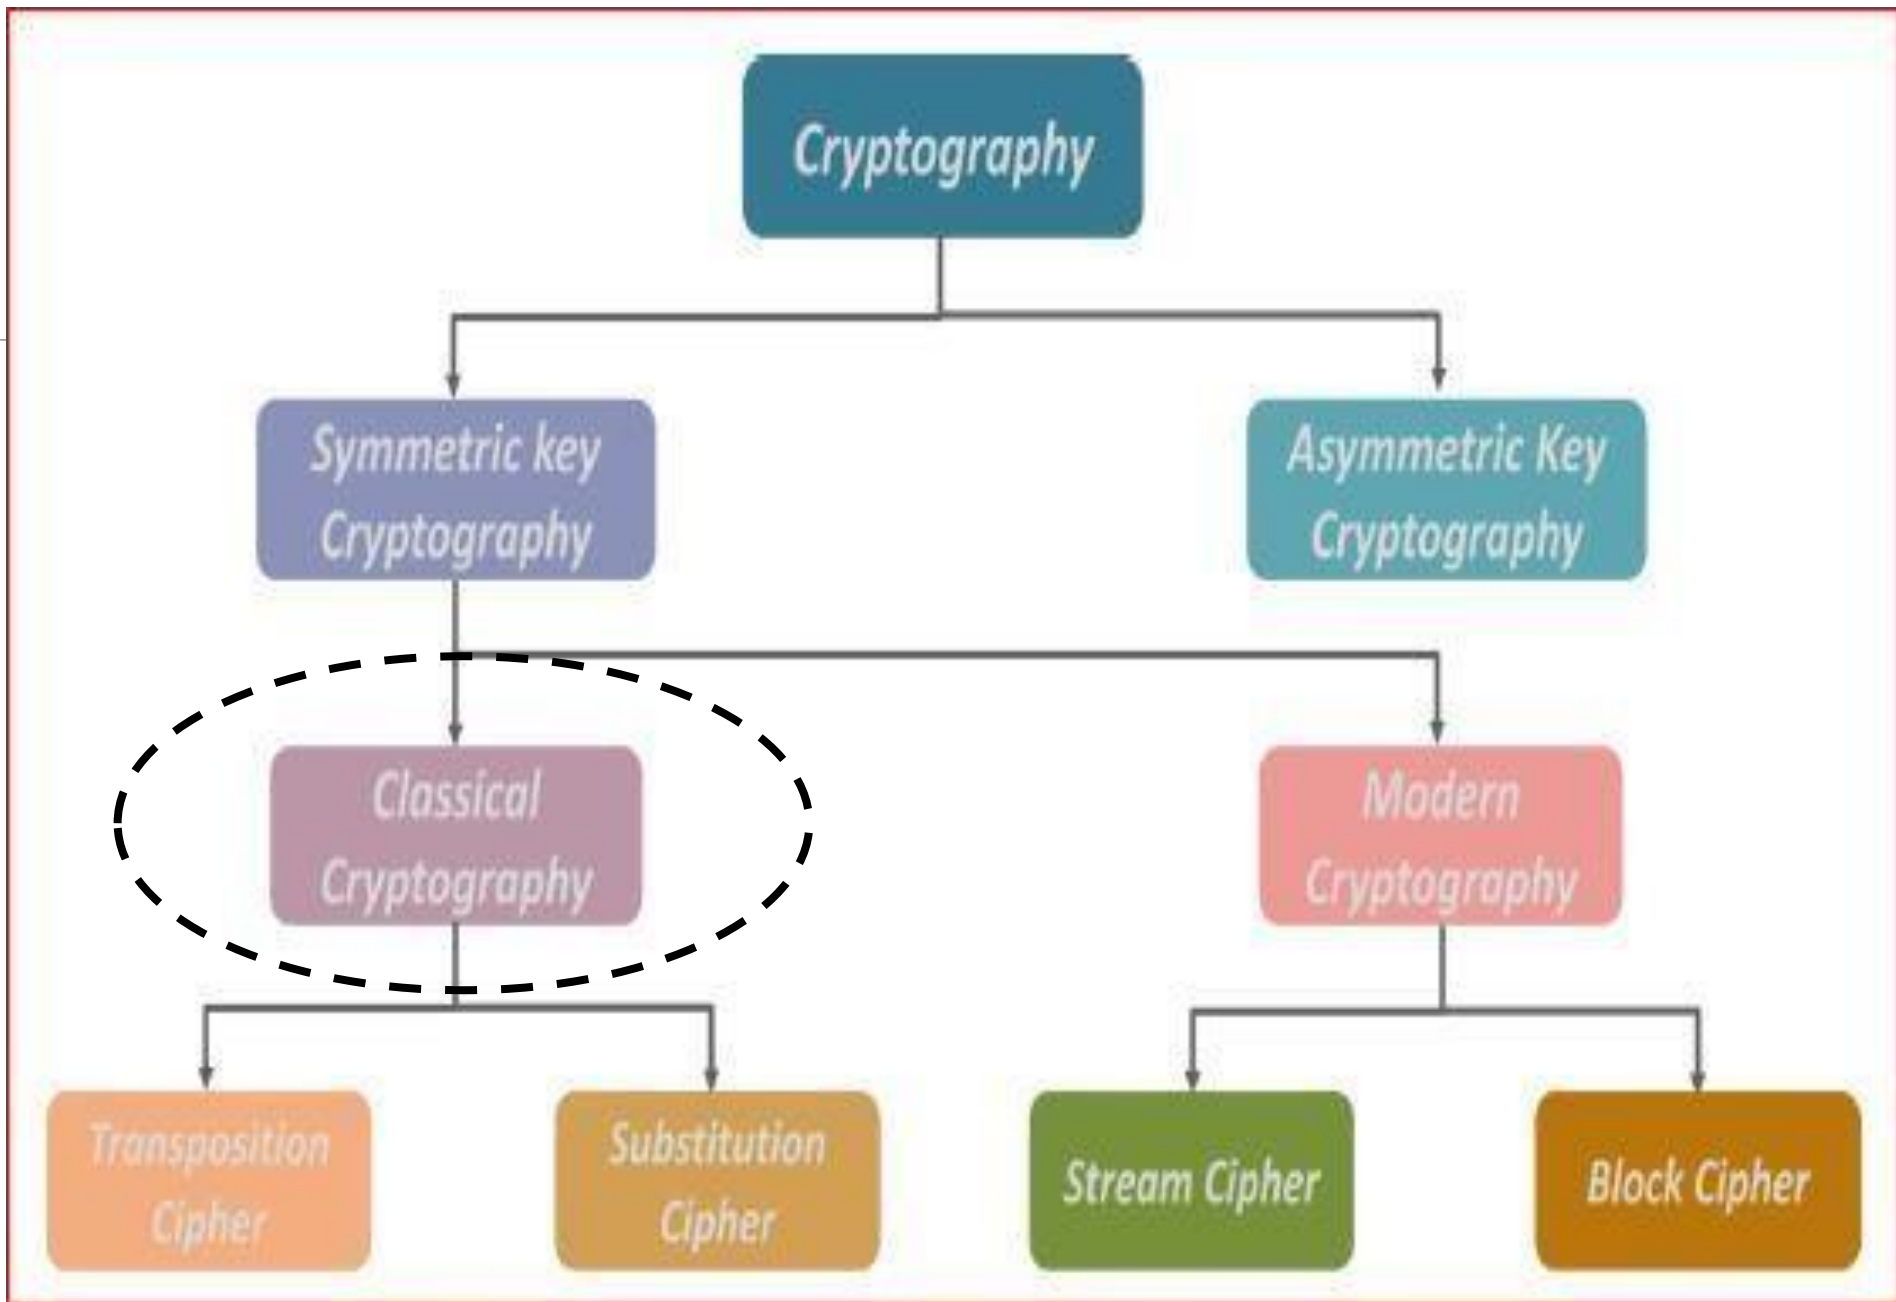 Cryptography
Symmetric key
Cryptography
Asymmetric Key
Cryptography
Classical
Cryptography
Modern
Cryptography
Transposition
Cipher
Substitution
Cipher
Stream Cipher
Block Cipher